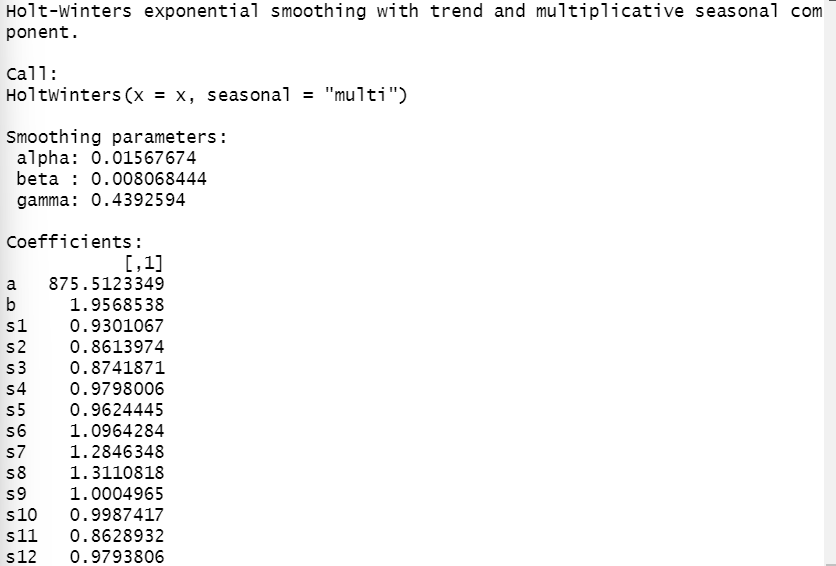 Holt-Winters exponential smoothing with trend and multiplicative seasonal com
ponent.
Call:
HoltWinters(x = x, seasonal = "multi")
Smoothing parameters:
alpha: 0.01567674
beta : 0.008068444
gamma: 0.4392594
Coefficients:
[,1]
a 875.5123349
b 1.9568538
s1 0.9301067
s2 0.8613974
s3 0.8741871
s4 0.9798006
s5 0.9624445
s6 1.0964284
s7 1.2846348
s8 1.3110818
s9 1.0004965
s10 0.9987417
s11 0.8628932
s12 0.9793806